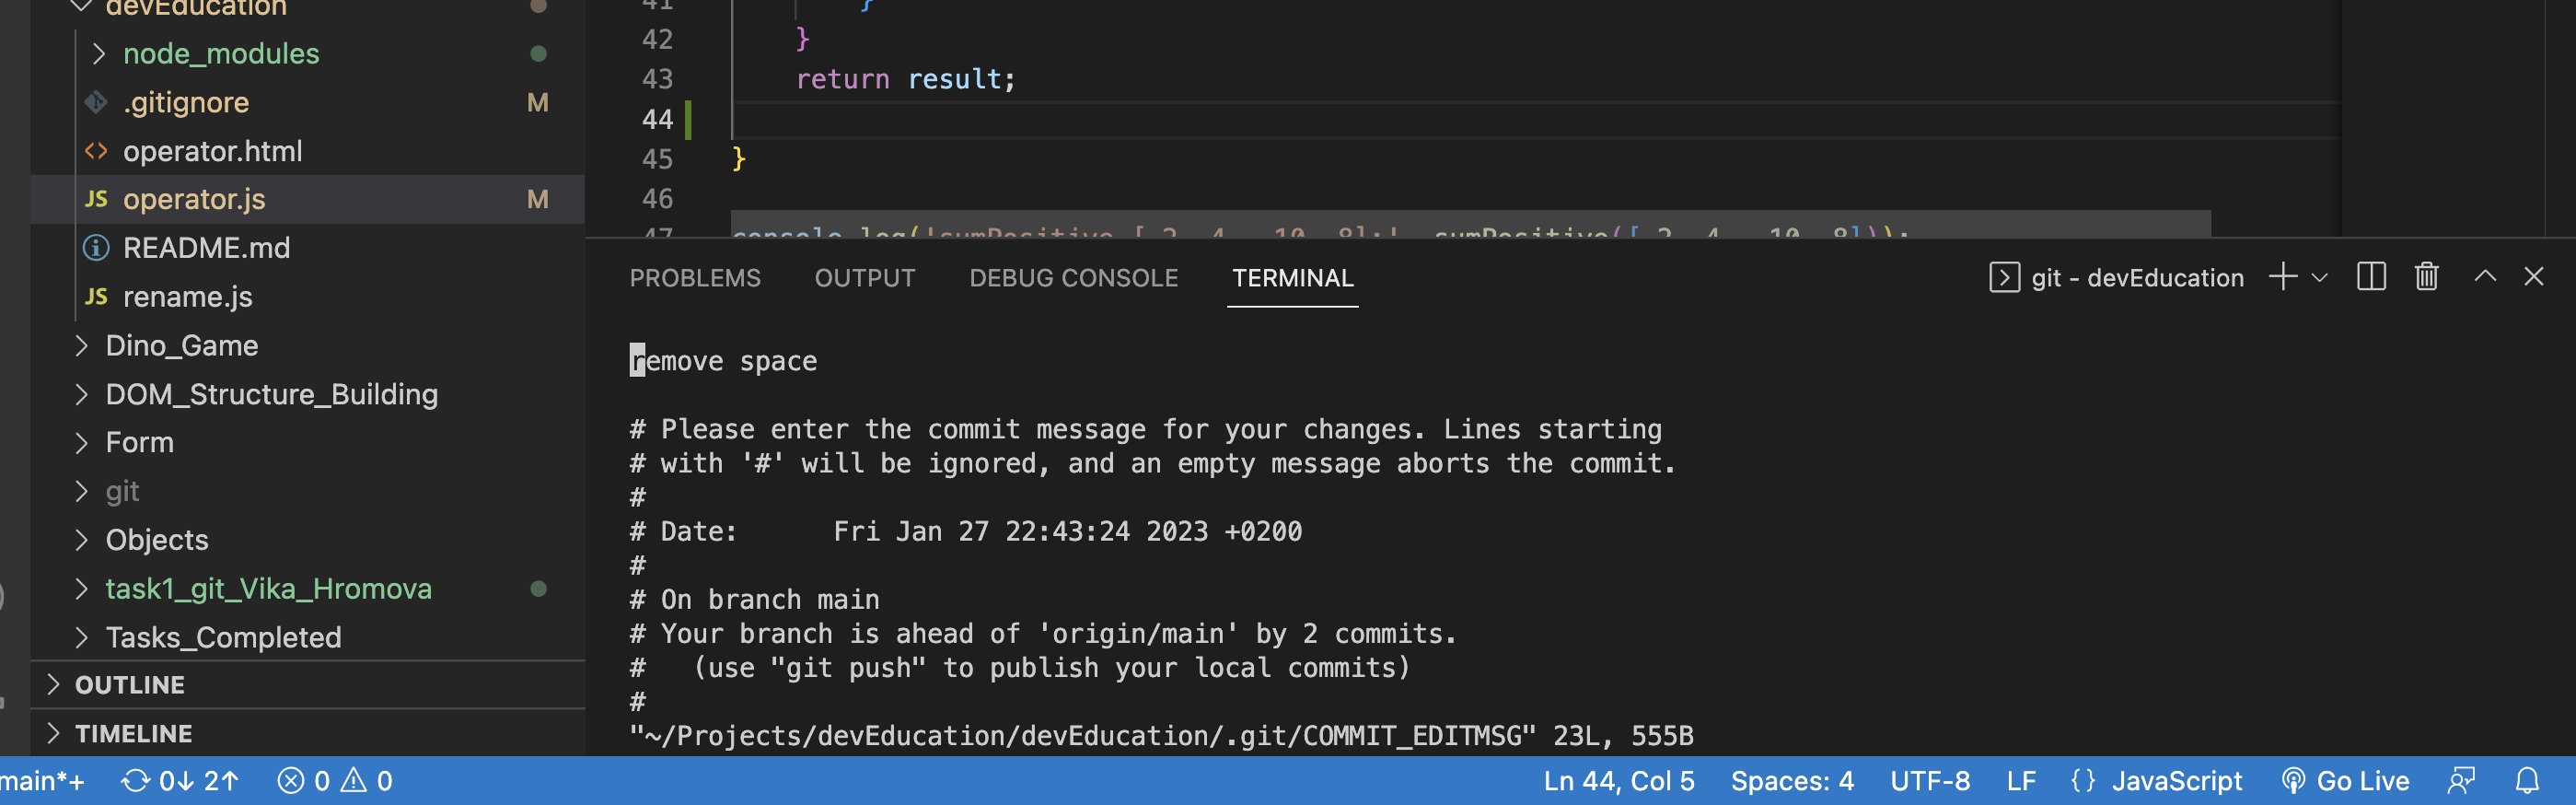 devEducation
node_modules
.gitignore M
operator.html
JS operator.js M
README.md
JS rename.js
Dino_Game
DOM_Structure_Building
Form
git
Objects
task1_git_Vika_Hromova
Tasks_Completed
OUTLINE
TIMELINE
41 }
42 }
43 return result;
44
45 }
46
47
PROBLEMS OUTPUT DEBUG CONSOLE TERMINAL git - devEducation
remove space
# Please enter the commit message for your changes. Lines starting
# with '#' will be ignored, and an empty message aborts the commit.
#
# Date: Fri Jan 27 22:43:24 2023 +0200
#
# On branch main
# Your branch is ahead of 'origin/main' by 2 commits.
# (use "git push" to publish your local commits)
#
"~/Projects/devEducation/devEducation/.git/COMMIT_EDITMSG" 23L, 555B
main*+ 0↓ 2↑ 0 0 Ln 44, Col 5 Spaces: 4 UTF-8 LF {} JavaScript Go Live